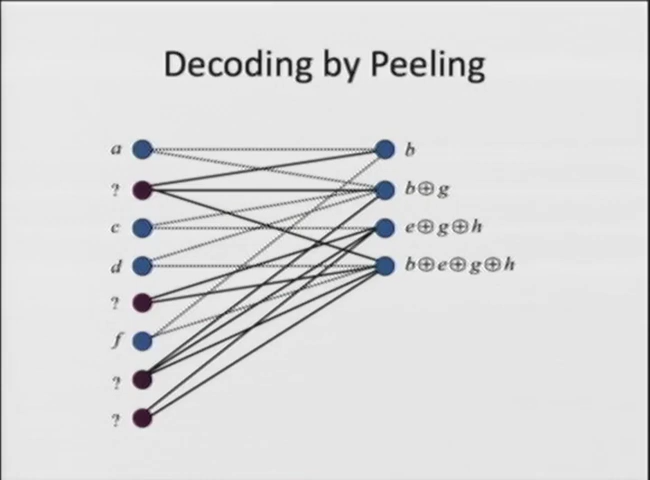 Decoding by Peeling
a
b
?
b⊕g
c
e⊕g⊕h
d
b⊕e⊕g⊕h
?
f
?
?